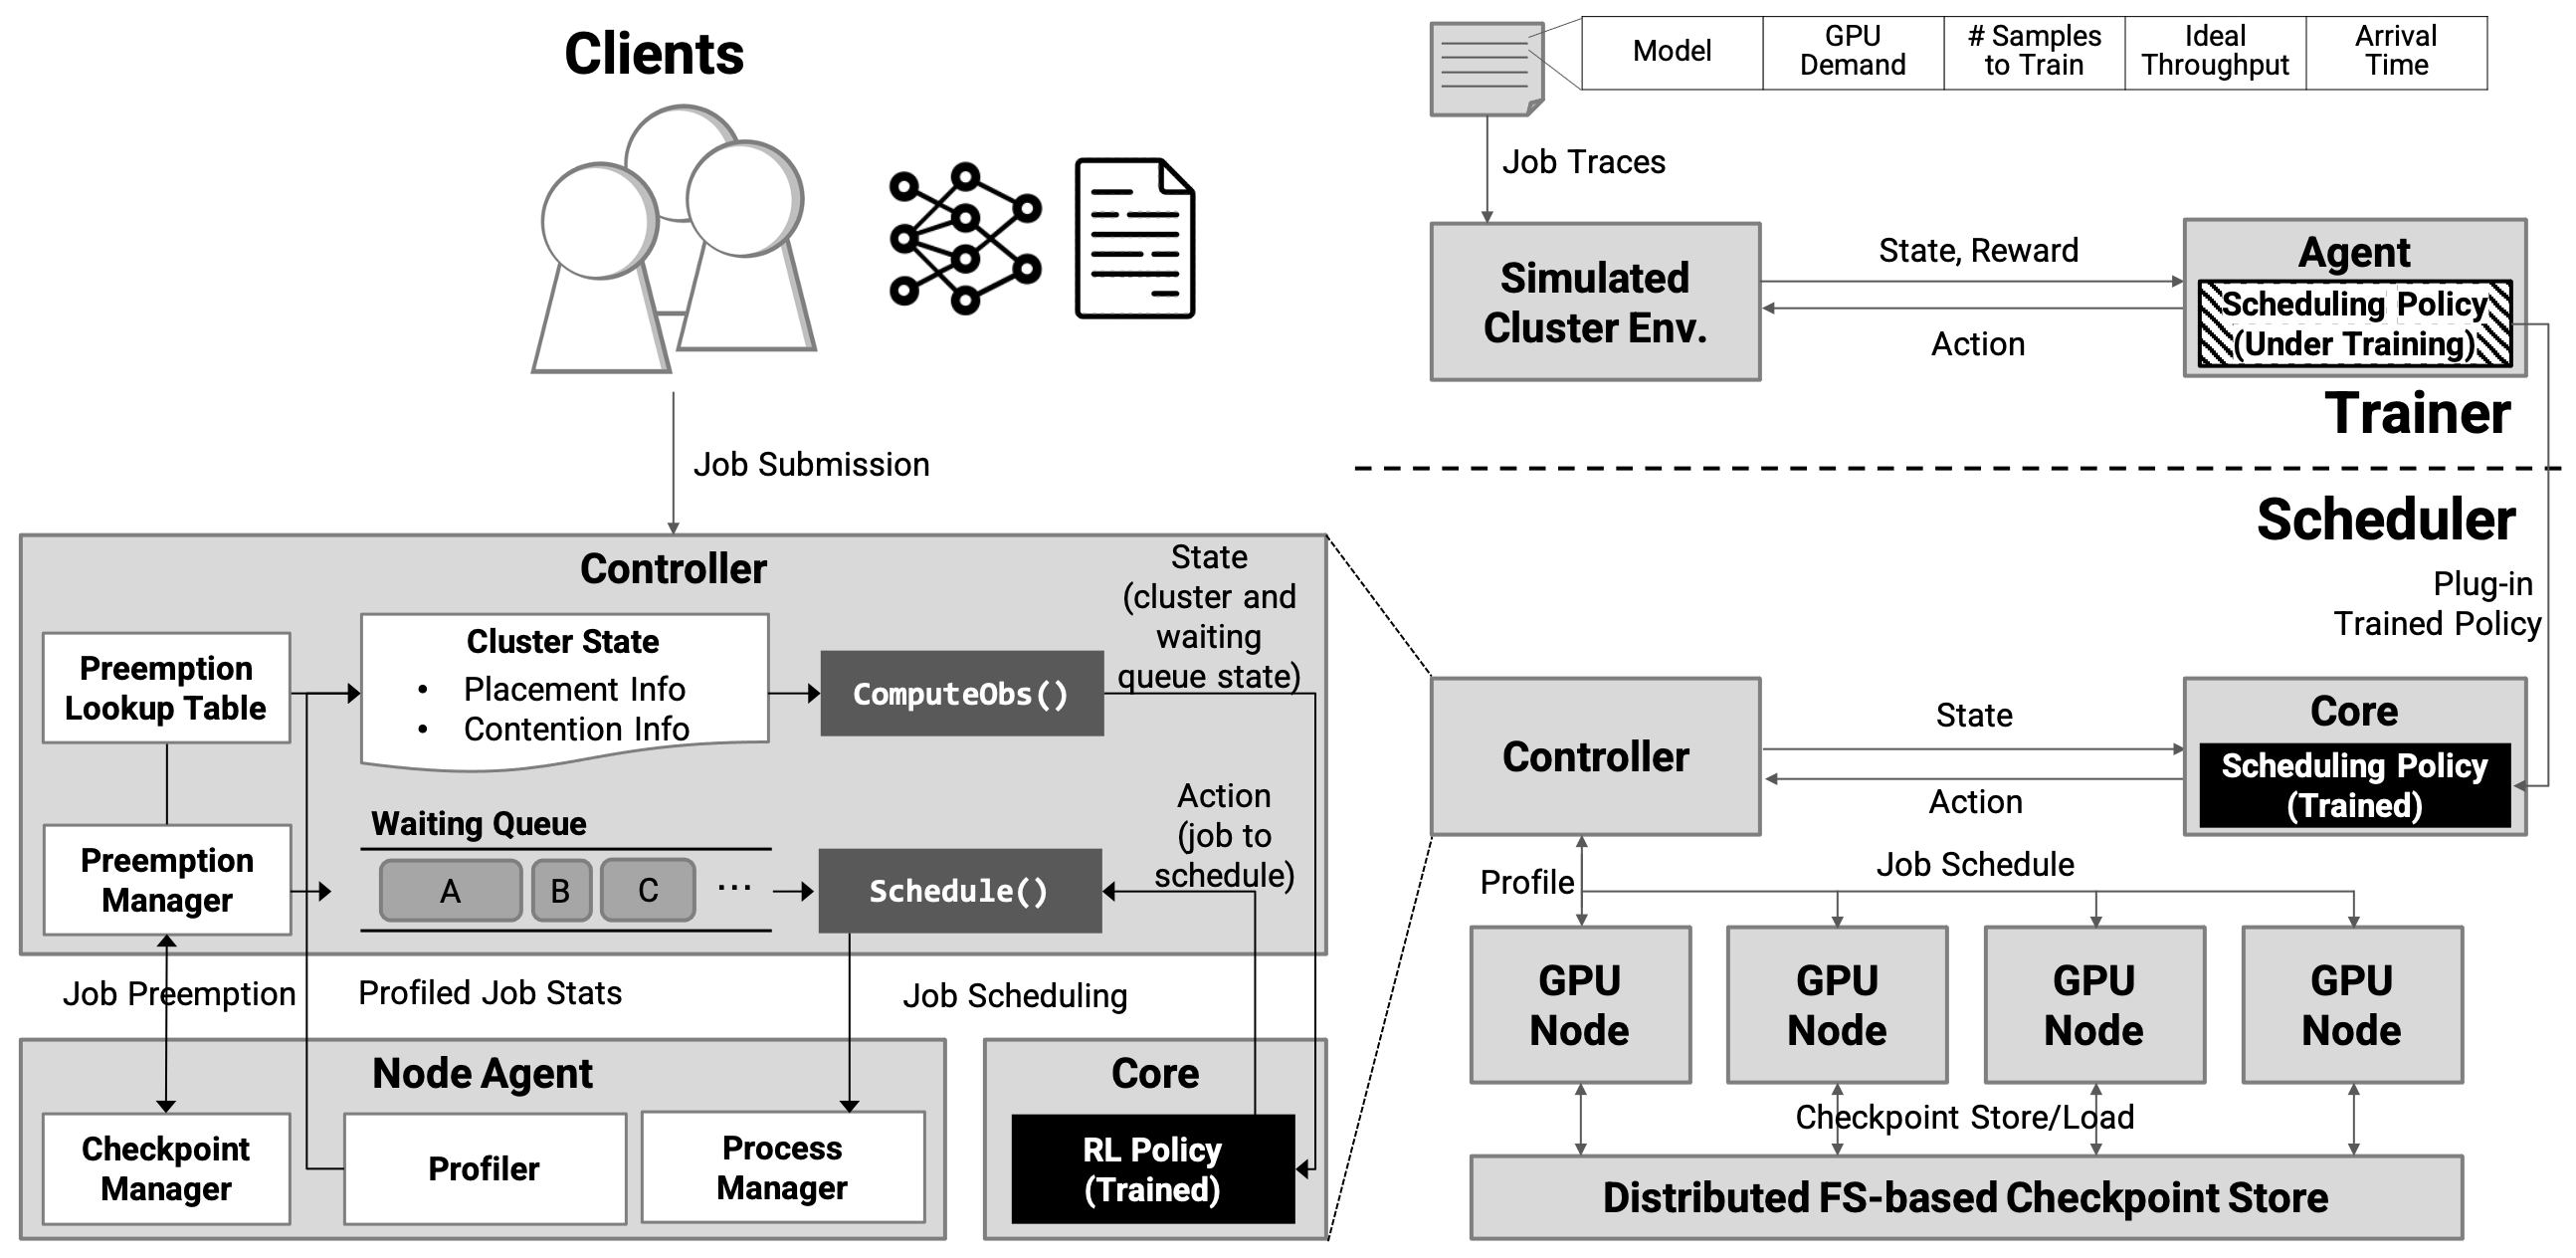 Clients
Model
GPU
Demand
# Samples
to Train
Ideal
Throughput
Arrival
Time
Job Traces
Simulated
Cluster Env.
State, Reward
Action
Agent
Scheduling Policy
(Under Training)
Trainer
Job Submission
Scheduler
Plug-in
Trained Policy
Controller
State
(cluster and
waiting
queue state)
Preemption
Lookup Table
Cluster State
• Placement Info
• Contention Info
ComputeObs()
Action
(job to
schedule)
Preemption
Manager
Waiting Queue
A
B
C
...
Schedule()
Job Preemption
Profiled Job Stats
Job Scheduling
Node Agent
Checkpoint
Manager
Profiler
Process
Manager
Core
RL Policy
(Trained)
Controller
State
Action
Core
Scheduling Policy
(Trained)
Profile
Job Schedule
GPU
Node
GPU
Node
GPU
Node
GPU
Node
Checkpoint Store/Load
Distributed FS-based Checkpoint Store